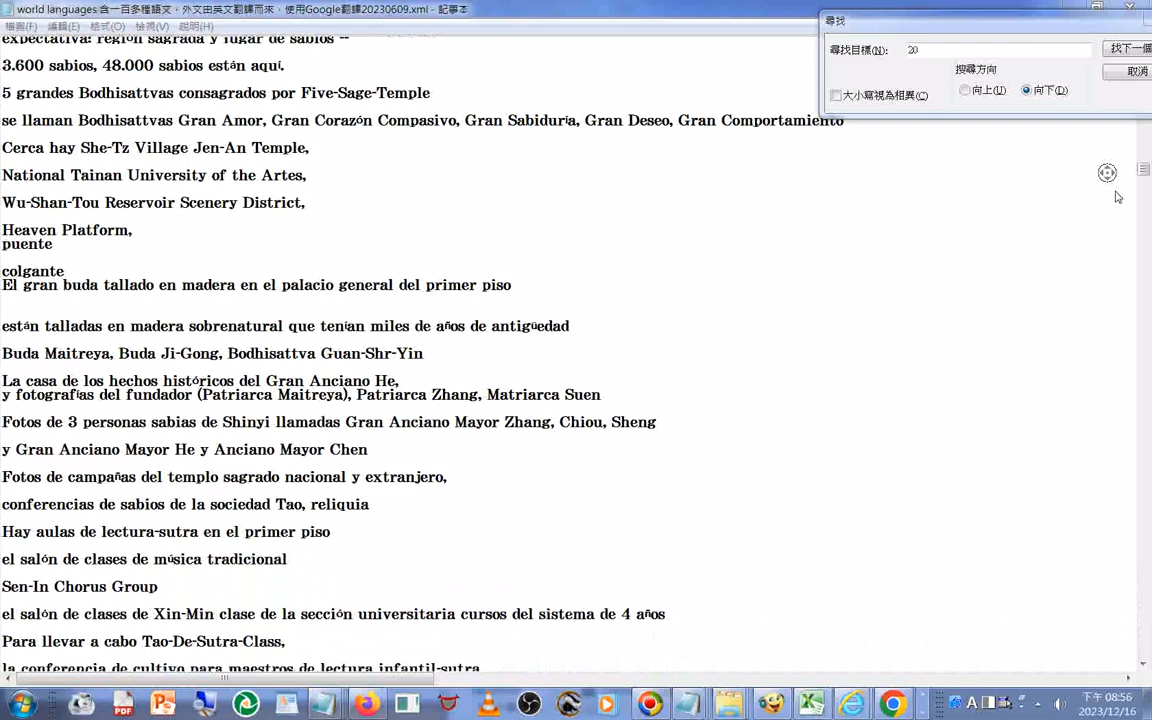 world languages 含一百多種語文，外文由英文翻譯而來，使用Google翻譯20230609.xml - 記事本
檔案(F) 編輯(E) 格式(O) 檢視(V) 說明(H)
尋找
尋找目標(N): 20
找下一個
搜尋方向
取消
向上(U) 向下(D)
大小寫視為相異(C)
expectativa: región sagrada y lugar de sabios --
3.600 sabios, 48.000 sabios están aquí.
5 grandes Bodhisattvas consagrados por Five-Sage-Temple
se llaman Bodhisattvas Gran Amor, Gran Corazón Compasivo, Gran Sabiduría, Gran Deseo, Gran Comportamiento
Cerca hay She-Tz Village Jen-An Temple,
National Tainan University of the Artes,
Wu-Shan-Tou Reservoir Scenery District,
Heaven Platform,
puente
colgante
El gran buda tallado en madera en el palacio general del primer piso
están talladas en madera sobrenatural que tenían miles de años de antigüedad
Buda Maitreya, Buda Ji-Gong, Bodhisattva Guan-Shr-Yin
La casa de los hechos históricos del Gran Anciano He,
y fotografías del fundador (Patriarca Maitreya), Patriarca Zhang, Matriarca Suen
Fotos de 3 personas sabias de Shinyi llamadas Gran Anciano Mayor Zhang, Chiou, Sheng
y Gran Anciano Mayor He y Anciano Mayor Chen
Fotos de campañas del templo sagrado nacional y extranjero,
conferencias de sabios de la sociedad Tao, reliquia
Hay aulas de lectura-sutra en el primer piso
el salón de clases de música tradicional
Sen-In Chorus Group
el salón de clases de Xin-Min clase de la sección universitaria cursos del sistema de 4 años
Para llevar a cabo Tao-De-Sutra-Class,
la conferencia de cultivo para maestros de lectura infantil-sutra
下午 08:56
2023/12/16